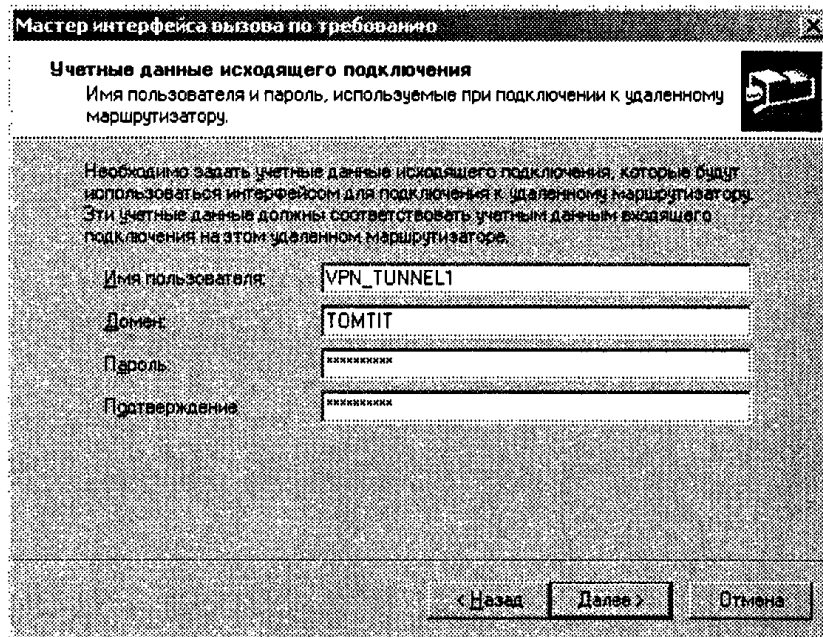 Мастер интерфейса вызова по требованию
Учетные данные исходящего подключения
Имя пользователя и пароль, используемые при подключении к удаленному
маршрутизатору.
Необходимо задать учетные данные исходящего подключения, которые будут
использоваться интерфейсом для подключения к удаленному маршрутизатору.
Эти учетные данные должны соответствовать учетным данным входящего
подключения на этом удаленном маршрутизаторе.
Имя пользователя: VPN_TUNNEL1
Домен: TOMTIT
Пароль: **********
Подтверждение: **********
< Назад Далее > Отмена